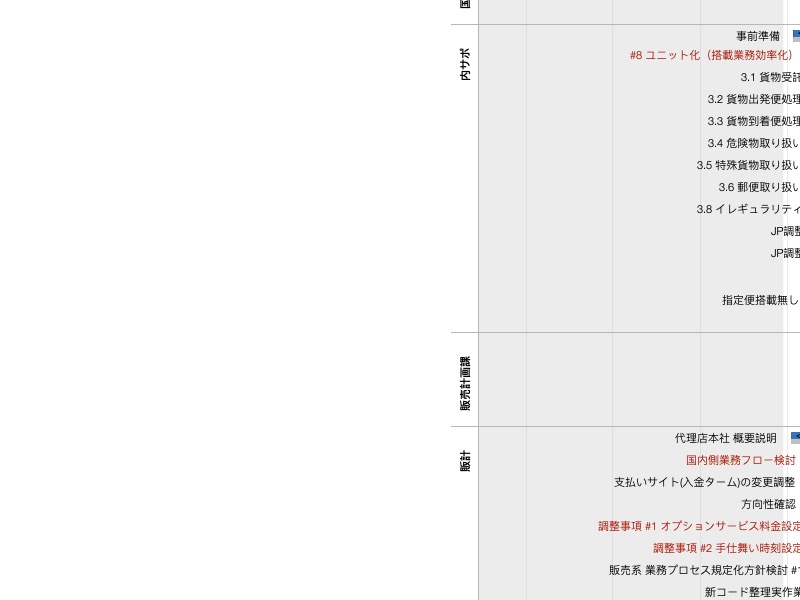 国
内サポ
事前準備
#8 ユニット化（搭載業務効率化）
3.1 貨物受託
3.2 貨物出発便処理
3.3 貨物到着便処理
3.4 危険物取り扱い
3.5 特殊貨物取り扱い
3.6 郵便取り扱い
3.8 イレギュラリティ
JP調整
JP調整
指定便搭載無し
販売計画課
販計
代理店本社 概要説明
国内側業務フロー検討
支払いサイト(入金ターム)の変更調整
方向性確認
調整事項 #1 オプションサービス料金設定
調整事項 #2 手仕舞い時刻設定
販売系 業務プロセス規定化方針検討 #1
新コード整理実作業